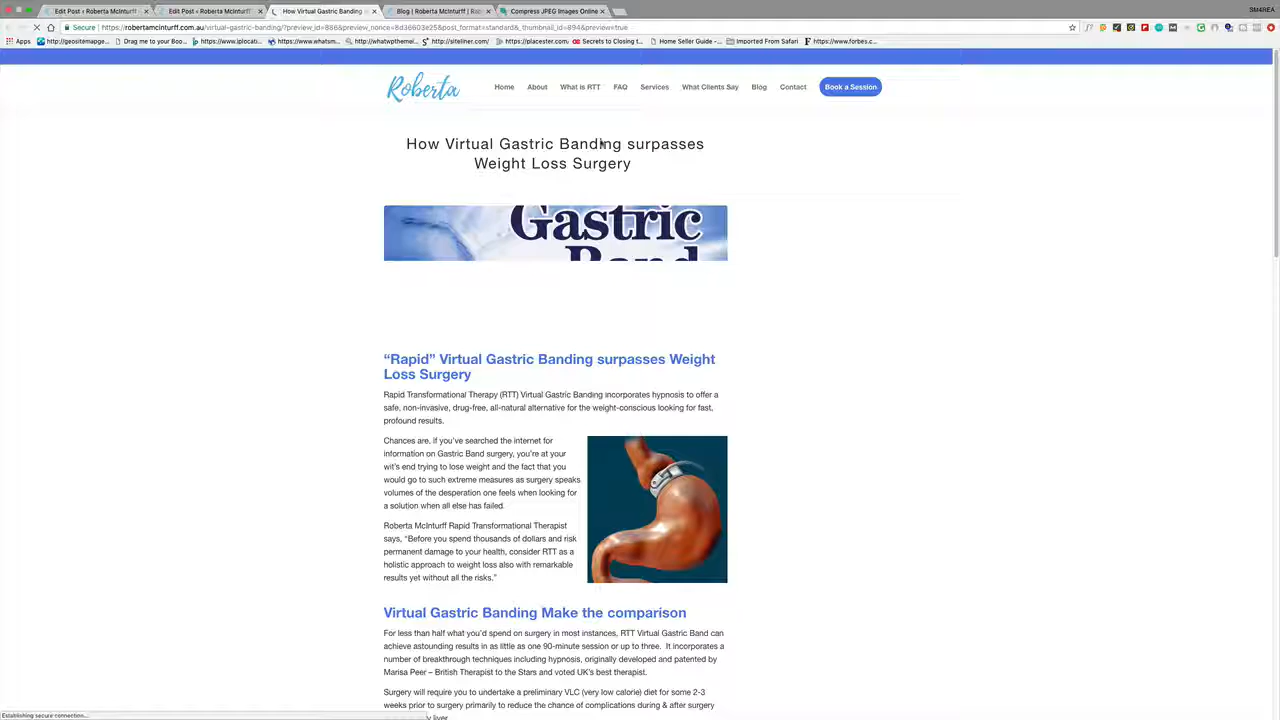 Edit Post ‹ Roberta McInturff
Edit Post ‹ Roberta McInturff
How Virtual Gastric Banding
Blog | Roberta McInturff | Rob
Compress JPEG Images Online
SMIREA
Secure
https://robertamcinturff.com.au/virtual-gastric-banding/?preview_id=886&preview_nonce=8d36603e25&post_format=standard&_thumbnail_id=894&preview=true
Apps
http://geositemapge...
Drag me to your Boo...
https://www.iplocati...
https://www.whatsm...
http://whatwpthemei...
http://siteliner.com/
https://placester.com/
Secrets to Closing t...
Home Seller Guide -...
Imported From Safari
https://www.forbes.c...
Roberta
Home About What is RTT FAQ Services What Clients Say Blog Contact Book a Session
How Virtual Gastric Banding surpasses
Weight Loss Surgery
Gastric
Band
“Rapid” Virtual Gastric Banding surpasses Weight
Loss Surgery
Rapid Transformational Therapy (RTT) Virtual Gastric Banding incorporates hypnosis to offer a
safe, non-invasive, drug-free, all-natural alternative for the weight-conscious looking for fast,
profound results.
Chances are, if you’ve searched the internet for
information on Gastric Band surgery, you’re at your
wit’s end trying to lose weight and the fact that you
would go to such extreme measures as surgery speaks
volumes of the desperation one feels when looking for
a solution when all else has failed.
Roberta McInturff Rapid Transformational Therapist
says, “Before you spend thousands of dollars and risk
permanent damage to your health, consider RTT as a
holistic approach to weight loss also with remarkable
results yet without all the risks.”
Virtual Gastric Banding Make the comparison
For less than half what you’d spend on surgery in most instances, RTT Virtual Gastric Band can
achieve astounding results in as little as one 90-minute session or up to three.  It incorporates a
number of breakthrough techniques including hypnosis, originally developed and patented by
Marisa Peer – British Therapist to the Stars and voted UK’s best therapist.
Surgery will require you to undertake a preliminary VLC (very low calorie) diet for some 2-3
weeks prior to surgery primarily to reduce the chance of complications during & after surgery
liver
Establishing secure connection...